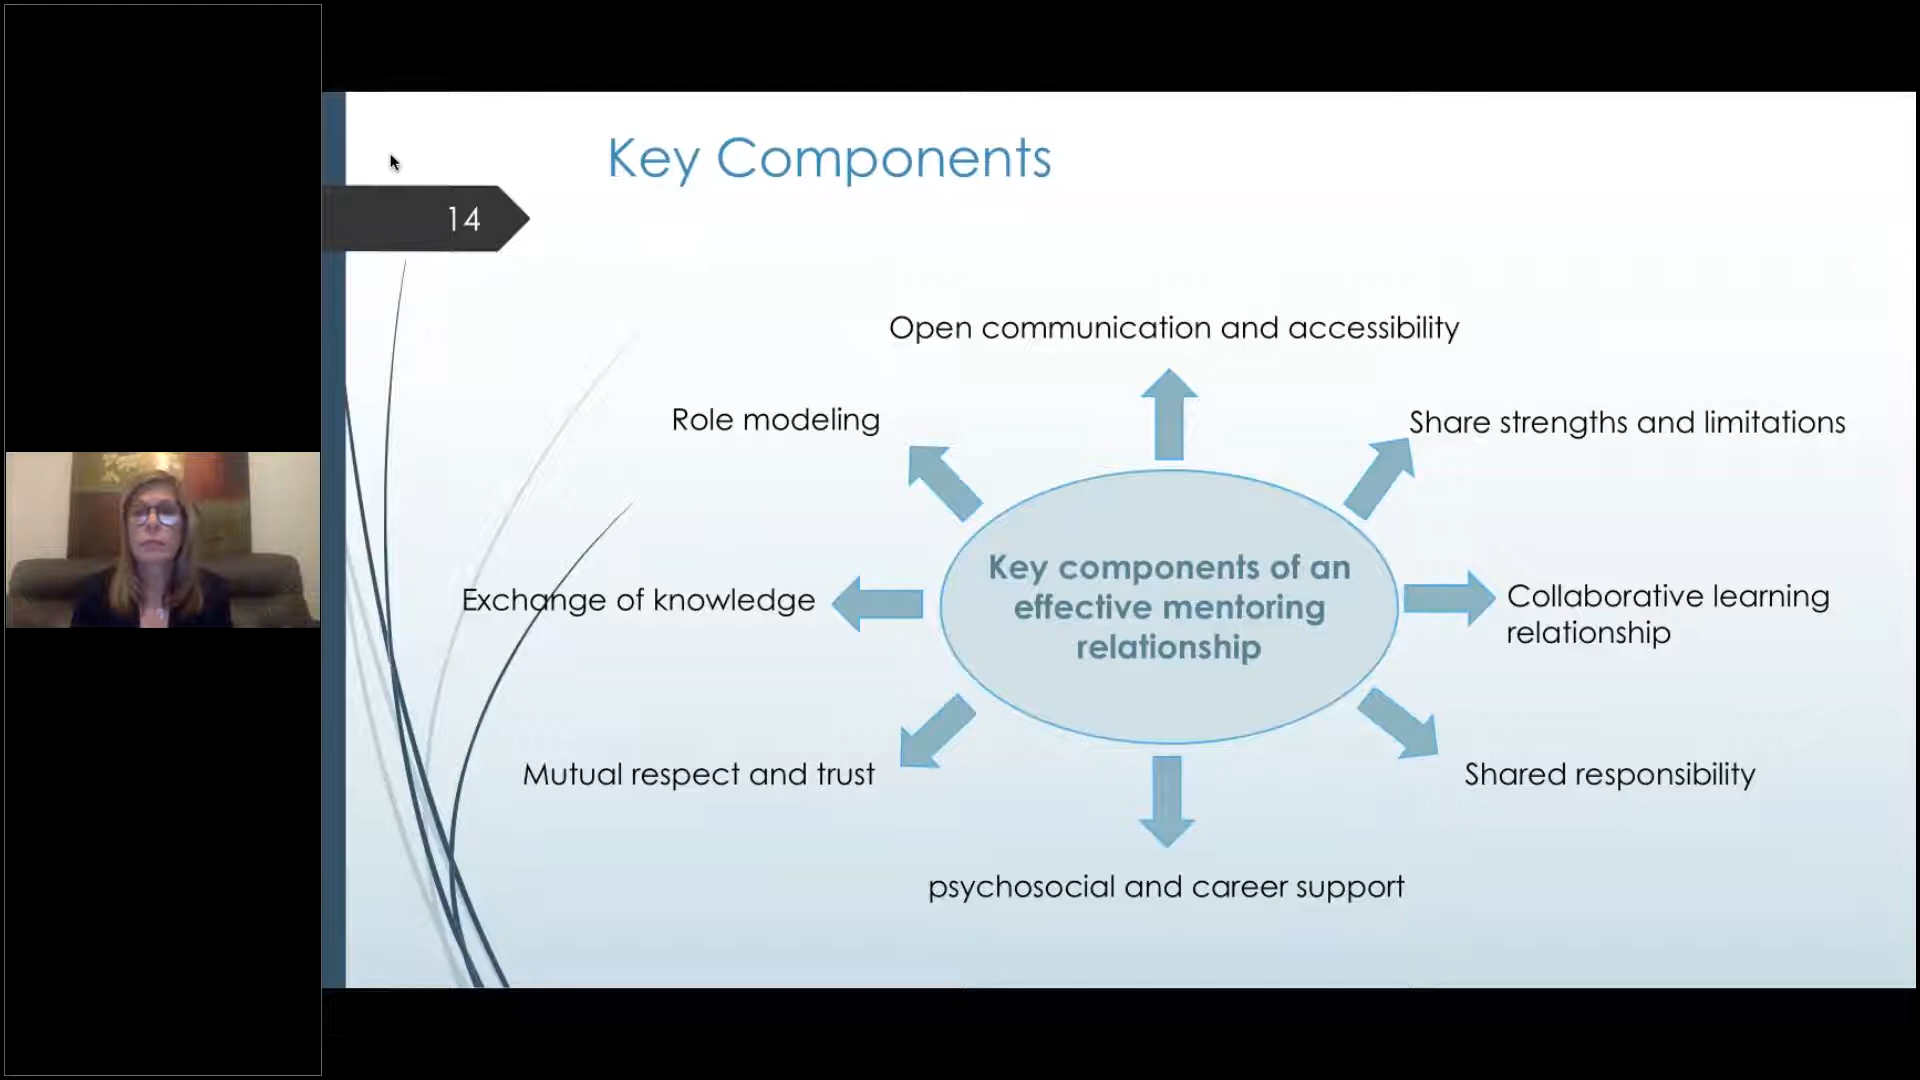 Key Components
14
Open communication and accessibility
Role modeling
Share strengths and limitations
Key components of an
effective mentoring
relationship
Exchange of knowledge
Collaborative learning
relationship
Mutual respect and trust
Shared responsibility
psychosocial and career support